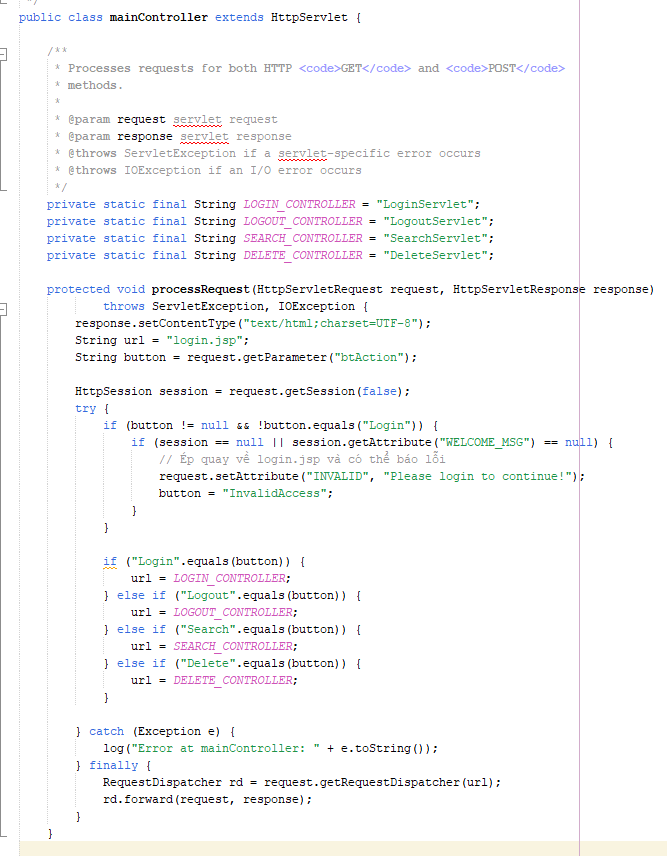 */
public class mainController extends HttpServlet {
/**
* Processes requests for both HTTP <code>GET</code> and <code>POST</code>
* methods.
*
* @param request servlet request
* @param response servlet response
* @throws ServletException if a servlet-specific error occurs
* @throws IOException if an I/O error occurs
*/
private static final String LOGIN_CONTROLLER = "LoginServlet";
private static final String LOGOUT_CONTROLLER = "LogoutServlet";
private static final String SEARCH_CONTROLLER = "SearchServlet";
private static final String DELETE_CONTROLLER = "DeleteServlet";
protected void processRequest(HttpServletRequest request, HttpServletResponse response)
throws ServletException, IOException {
response.setContentType("text/html;charset=UTF-8");
String url = "login.jsp";
String button = request.getParameter("btAction");
HttpSession session = request.getSession(false);
try {
if (button != null && !button.equals("Login")) {
if (session == null || session.getAttribute("WELCOME_MSG") == null) {
// Ép quay về login.jsp và có thể báo lỗi
request.setAttribute("INVALID", "Please login to continue!");
button = "InvalidAccess";
}
}
if ("Login".equals(button)) {
url = LOGIN_CONTROLLER;
} else if ("Logout".equals(button)) {
url = LOGOUT_CONTROLLER;
} else if ("Search".equals(button)) {
url = SEARCH_CONTROLLER;
} else if ("Delete".equals(button)) {
url = DELETE_CONTROLLER;
}
} catch (Exception e) {
log("Error at mainController: " + e.toString());
} finally {
RequestDispatcher rd = request.getRequestDispatcher(url);
rd.forward(request, response);
}
}